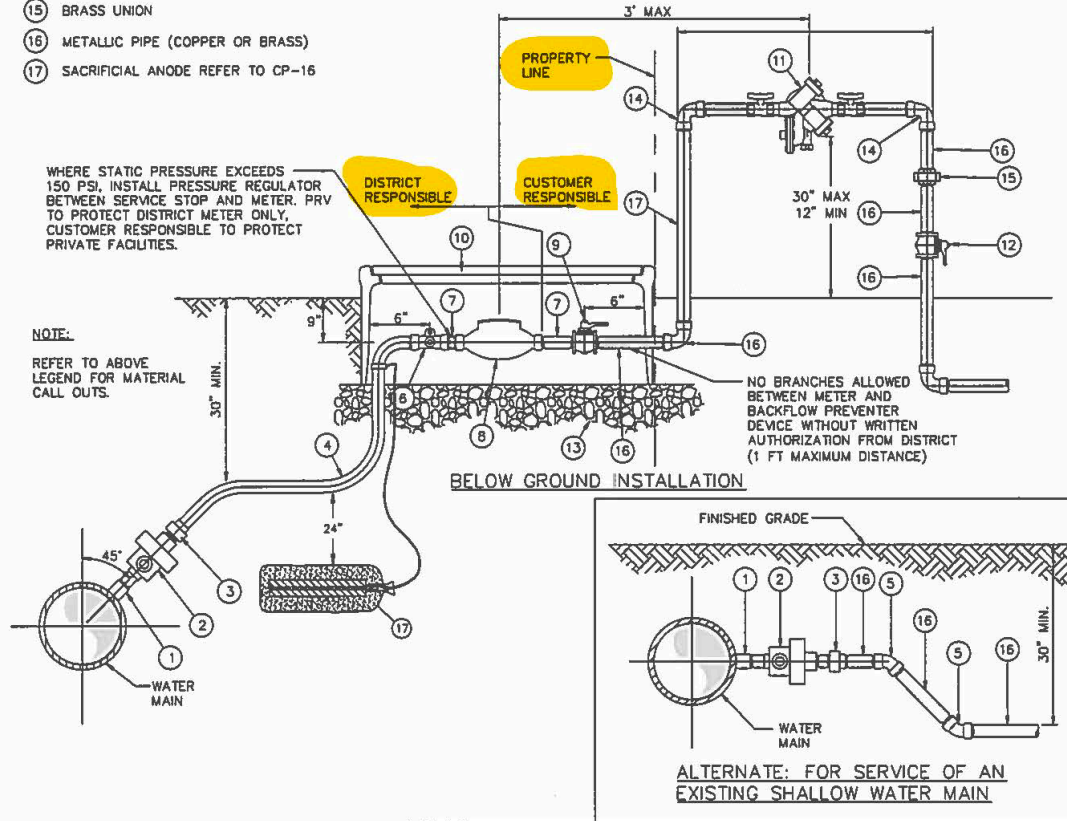 15 BRASS UNION
16 METALLIC PIPE (COPPER OR BRASS)
17 SACRIFICIAL ANODE REFER TO CP-16
3' MAX
PROPERTY
LINE
11
14
14
16
15
WHERE STATIC PRESSURE EXCEEDS
150 PSI, INSTALL PRESSURE REGULATOR
BETWEEN SERVICE STOP AND METER. PRV
TO PROTECT DISTRICT METER ONLY,
CUSTOMER RESPONSIBLE TO PROTECT
PRIVATE FACILITIES.
DISTRICT
RESPONSIBLE
CUSTOMER
RESPONSIBLE
17
30" MAX
12" MIN
16
12
10
9
16
7
7
6"
6"
9"
NOTE:
REFER TO ABOVE
LEGEND FOR MATERIAL
CALL OUTS.
30" MIN.
16
6
8
13
16
NO BRANCHES ALLOWED
BETWEEN METER AND
BACKFLOW PREVENTER
DEVICE WITHOUT WRITTEN
AUTHORIZATION FROM DISTRICT
(1 FT MAXIMUM DISTANCE)
4
BELOW GROUND INSTALLATION
24"
45°
3
2
1
17
WATER
MAIN
FINISHED GRADE
1
2
3
16
5
16
5
16
30" MIN.
WATER
MAIN
ALTERNATE: FOR SERVICE OF AN
EXISTING SHALLOW WATER MAIN